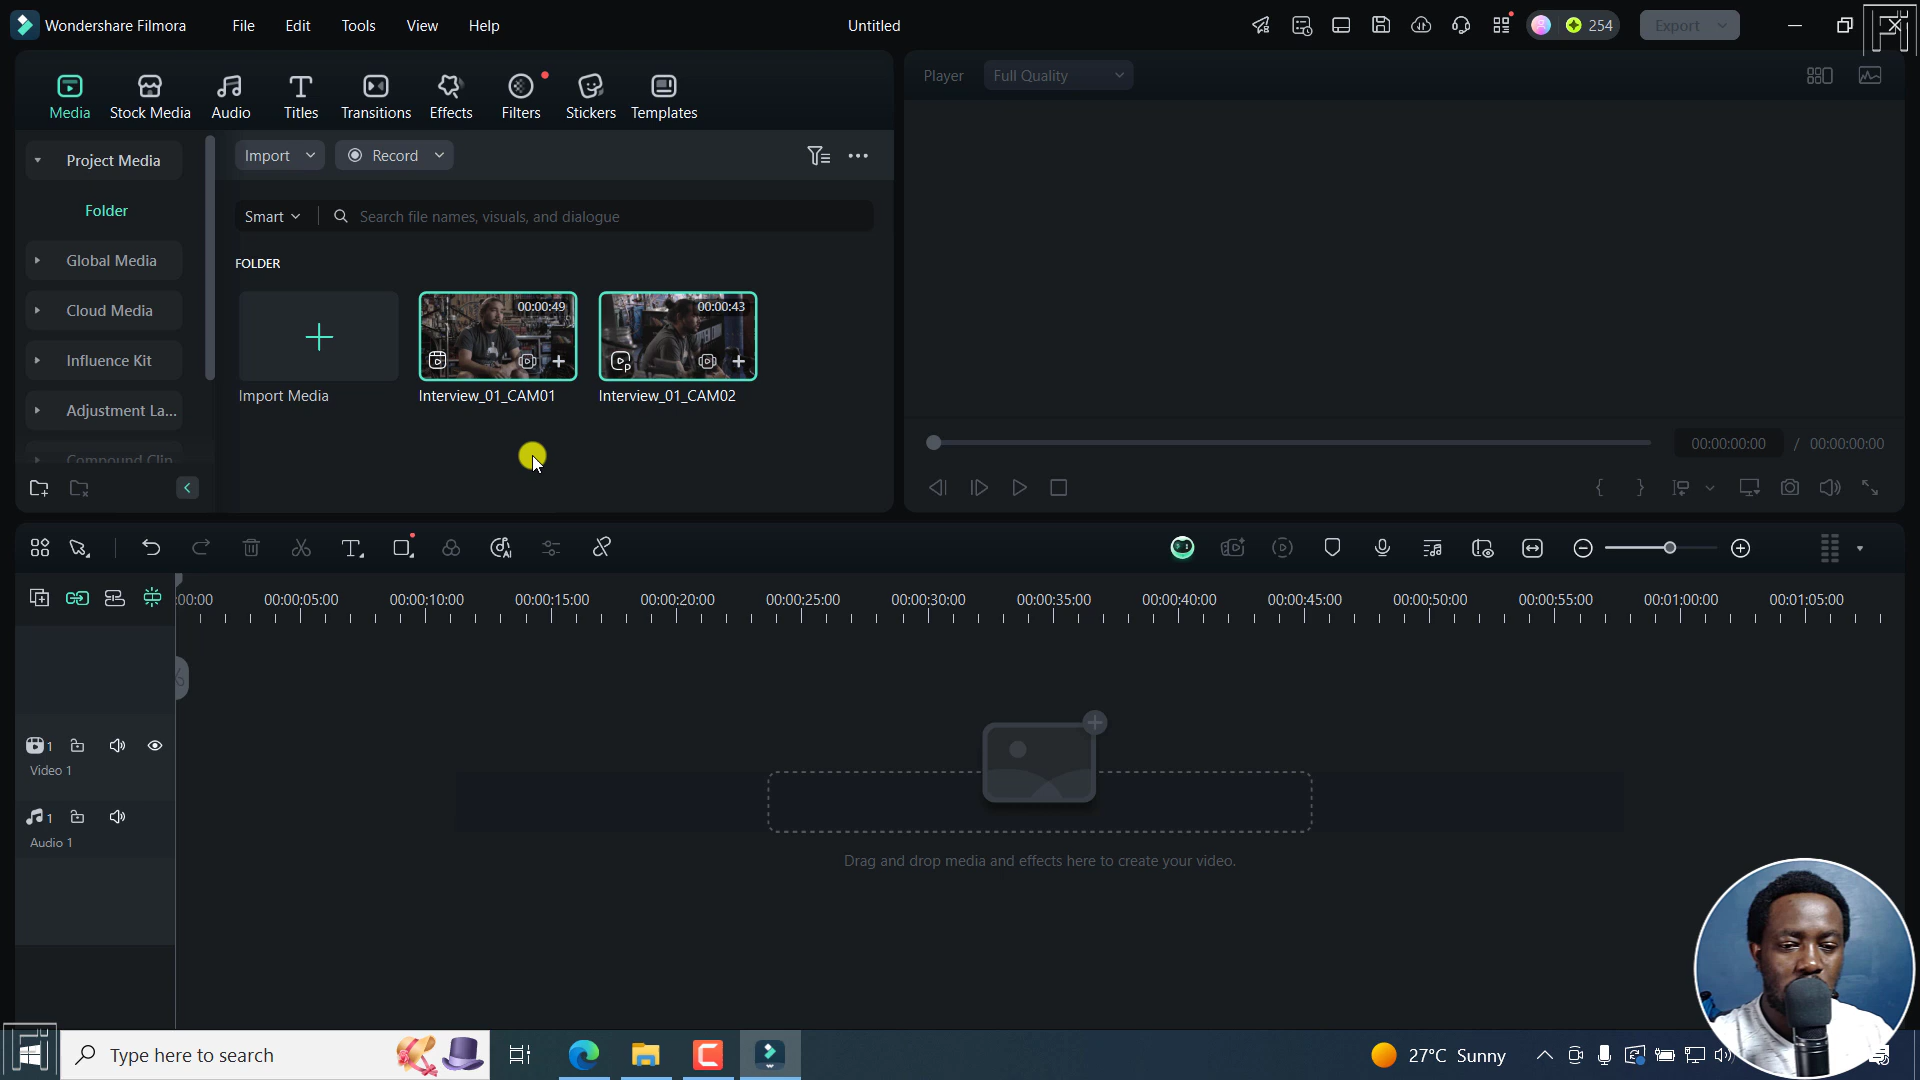 Wondershare Filmora File Edit Tools View Help Untitled 254 Export
Media Stock Media Audio Titles Transitions Effects Filters Stickers Templates
Player Full Quality
Project Media
Folder
Global Media
Cloud Media
Influence Kit
Adjustment La...
Compound Clip
Import Record
Smart Search file names, visuals, and dialogue
FOLDER
00:00:49 00:00:43
Import Media Interview_01_CAM01 Interview_01_CAM02
00:00:00:00 / 00:00:00:00
:00:00 00:00:05:00 00:00:10:00 00:00:15:00 00:00:20:00 00:00:25:00 00:00:30:00 00:00:35:00 00:00:40:00 00:00:45:00 00:00:50:00 00:00:55:00 00:01:00:00 00:01:05:00
1
Video 1
1
Audio 1
Drag and drop media and effects here to create your video.
Type here to search
27°C Sunny